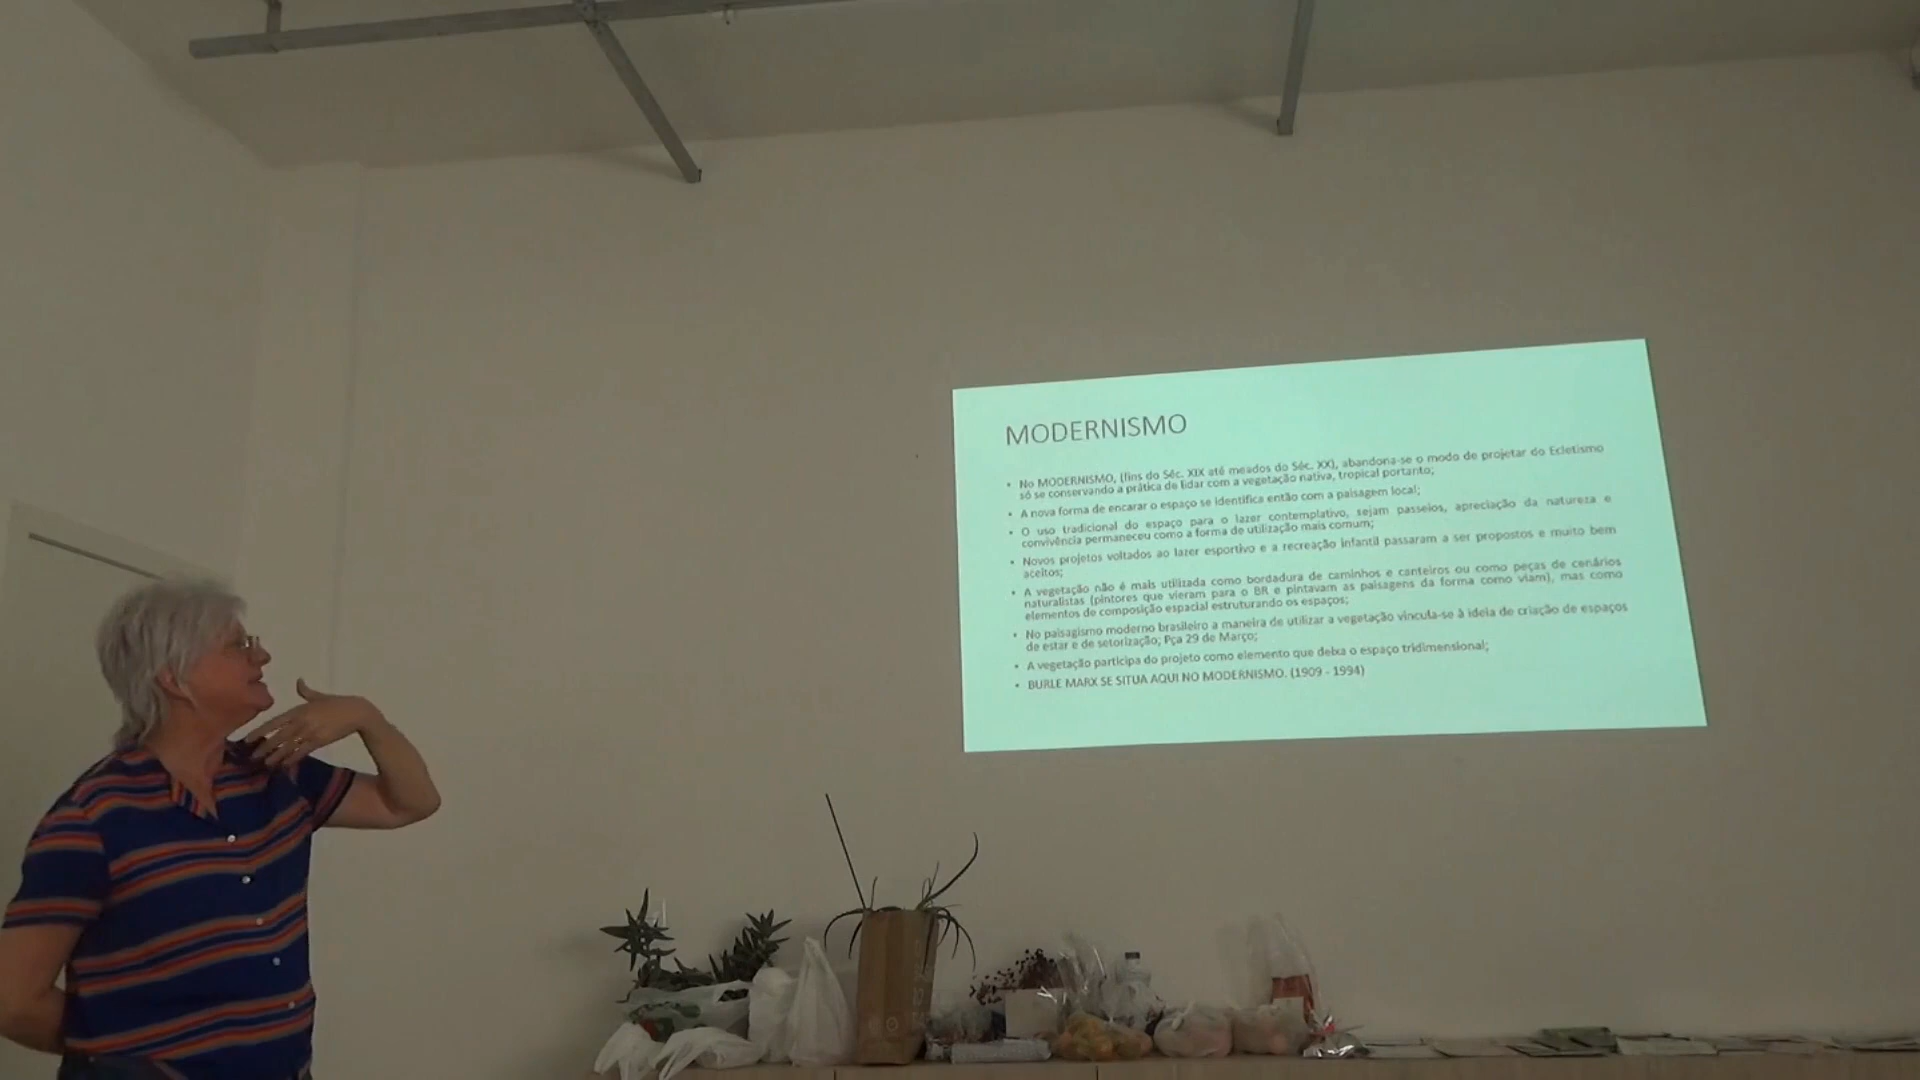 MODERNISMO
• No MODERNISMO, (fins do Séc. XIX até meados do Séc. XX), abandona-se o modo de projetar do Ecletismo
só se conservando a prática de lidar com a vegetação nativa, tropical portanto;
• A nova forma de encarar o espaço se identifica então com a paisagem local;
• O uso tradicional do espaço para o lazer contemplativo, sejam passeios, apreciação da natureza e
convivência permaneceu como a forma de utilização mais comum;
• Novos projetos voltados ao lazer esportivo e a recreação infantil passaram a ser propostos e muito bem
aceitos;
• A vegetação não é mais utilizada como bordadura de caminhos e canteiros ou como peças de cenários
naturalistas (pintores que vieram para o BR e pintavam as paisagens da forma como viam), mas como
elementos de composição espacial estruturando os espaços;
• No paisagismo moderno brasileiro a maneira de utilizar a vegetação vincula-se à ideia de criação de espaços
de estar e de setorização; Pça 29 de Março;
• A vegetação participa do projeto como elemento que deixa o espaço tridimensional;
• BURLE MARX SE SITUA AQUI NO MODERNISMO. (1909 - 1994)